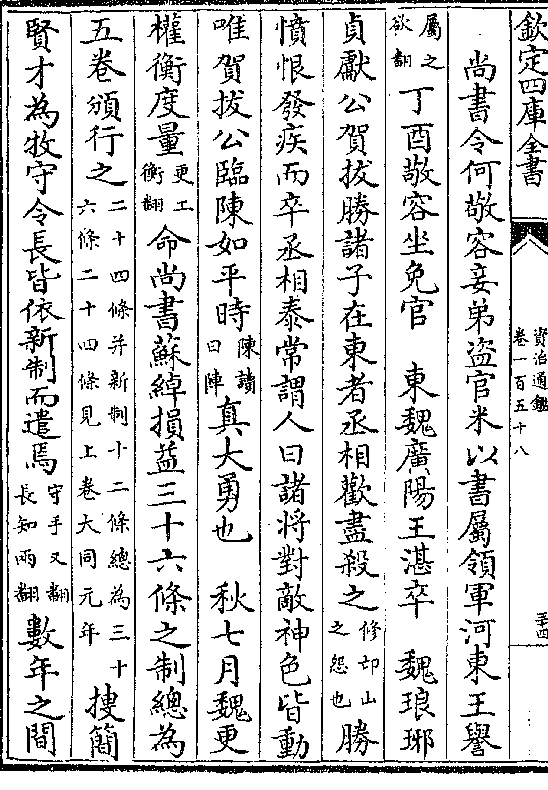 欽定四庫全書
資治通鑑
卷一百五十八
三十四
尚書令何敬容妾弟盗官米以書屬領軍河東王譽
屬之
欲翻
丁酉敬容坐免官　東魏廣陽王湛卒　魏琅琊
貞獻公賀拔勝諸子在東者丞相歡盡殺之
修邙山
之怨也
勝
憤恨發疾而卒丞相泰常謂人曰諸将對敵神色皆動
唯賀拔公臨陳如平時
陳讀
曰陣
真大勇也　秋七月魏更
權衡度量
更工
衡翻
命尚書蘇綽損益三十六條之制總為
五卷頒行之
二十四條并新制十二條總為三十
六條二十四條見上卷大同元年
捜簡
賢才為牧守令長皆依新制而遣焉
守手又翻
長知兩翻
數年之間